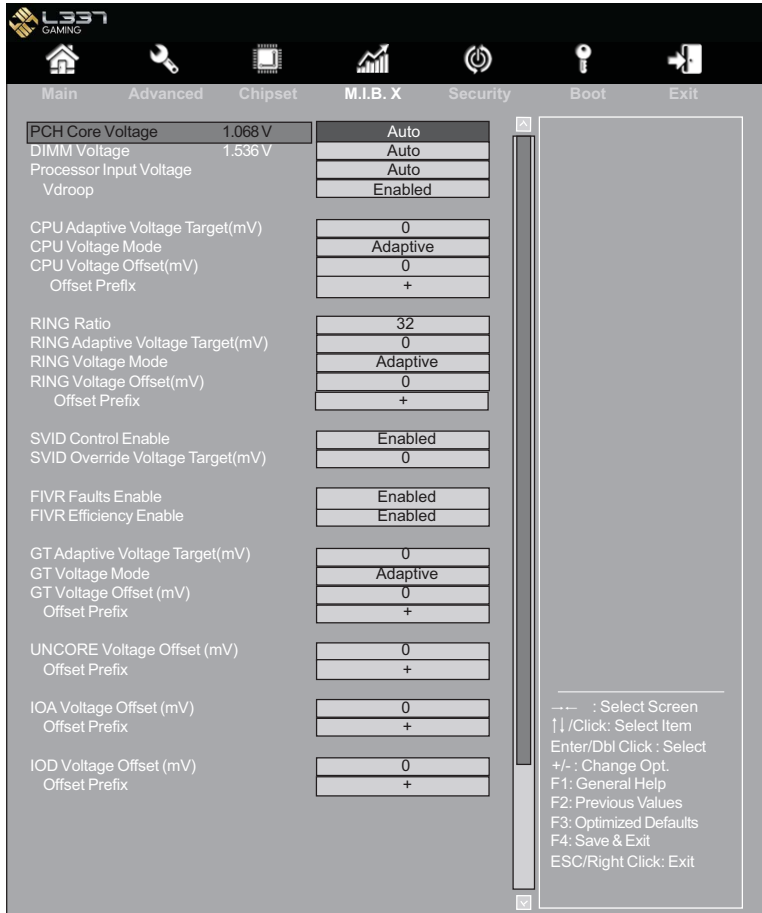 L337
GAMING
Main Advanced Chipset M.I.B. X Security Boot Exit
PCH Core Voltage 1.068 V Auto
DIMM Voltage 1.536 V Auto
Processor Input Voltage Auto
Vdroop Enabled
CPU Adaptive Voltage Target(mV) 0
CPU Voltage Mode Adaptive
CPU Voltage Offset(mV) 0
Offset Preflx +
RING Ratio 32
RING Adaptive Voltage Target(mV) 0
RING Voltage Mode Adaptive
RING Voltage Offset(mV) 0
Offset Prefix +
SVID Control Enable Enabled
SVID Override Voltage Target(mV) 0
FIVR Faults Enable Enabled
FIVR Efficiency Enable Enabled
GT Adaptive Voltage Target(mV) 0
GT Voltage Mode Adaptive
GT Voltage Offset (mV) 0
Offset Prefix +
UNCORE Voltage Offset (mV) 0
Offset Prefix +
IOA Voltage Offset (mV) 0
Offset Prefix +
IOD Voltage Offset (mV) 0
Offset Prefix +
→← : Select Screen
↑↓/Click: Select Item
Enter/Dbl Click : Select
+/- : Change Opt.
F1: General Help
F2: Previous Values
F3: Optimized Defaults
F4: Save & Exit
ESC/Right Click: Exit